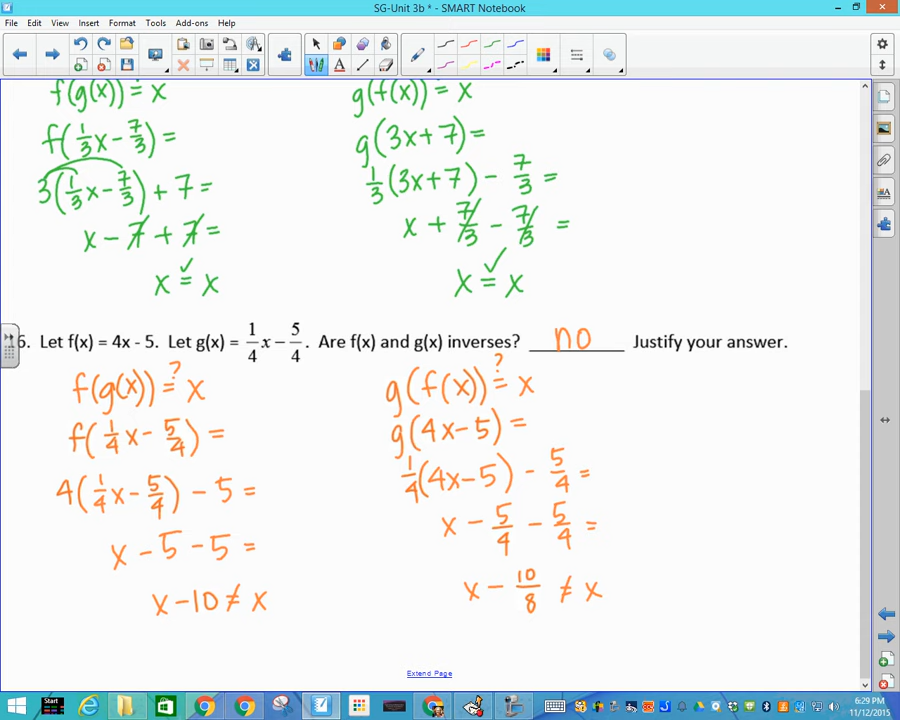 SG-Unit 3b * - SMART Notebook
File Edit View Insert Format Tools Add-ons Help
f(g(x)) = x
f(1/3x - 7/3) =
3(1/3x - 7/3) + 7 =
x - 7 + 7 =
x = x
g(f(x)) = x
g(3x+7) =
1/3(3x+7) - 7/3 =
x + 7/3 - 7/3 =
x = x
16. Let f(x) = 4x - 5. Let g(x) = 1/4 x - 5/4. Are f(x) and g(x) inverses? no Justify your answer.
f(g(x)) ?= x
f(1/4x - 5/4) =
4(1/4x - 5/4) - 5 =
x - 5 - 5 =
x - 10 ≠ x
g(f(x)) ?= x
g(4x-5) =
1/4(4x-5) - 5/4 =
x - 5/4 - 5/4 =
x - 10/8 ≠ x
Extend Page
Start
6:29 PM
11/12/2015